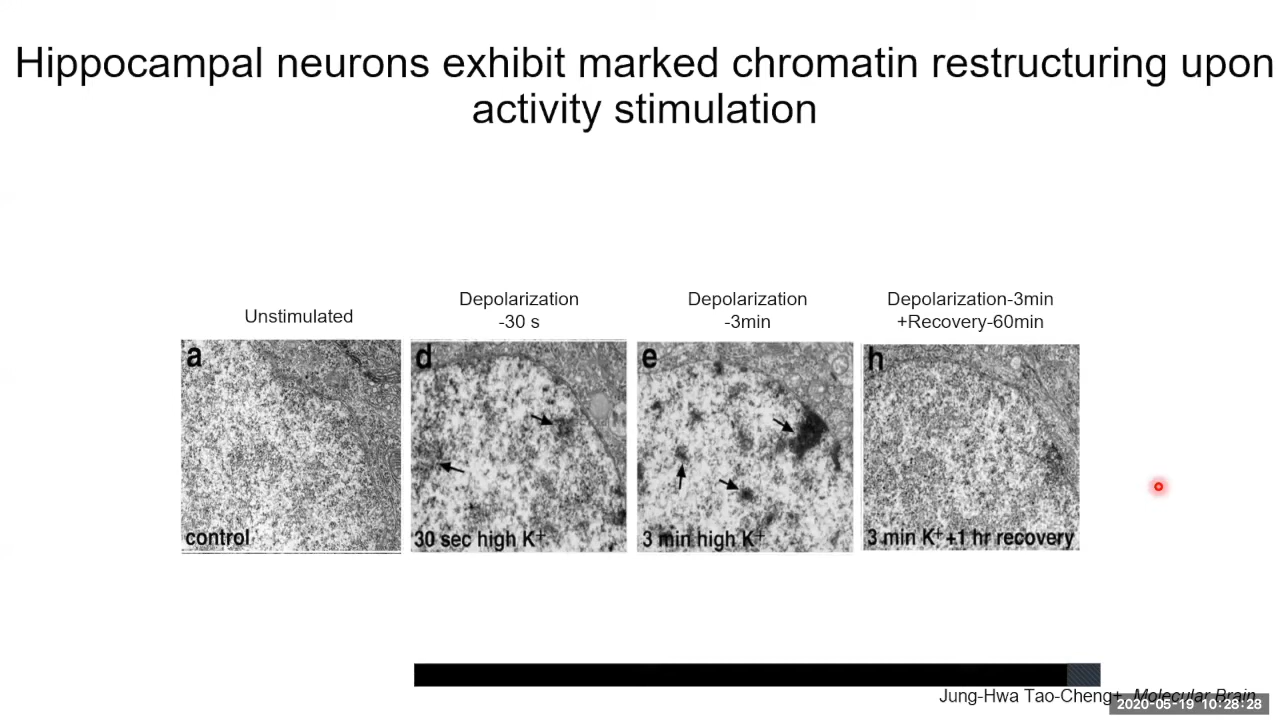 Hippocampal neurons exhibit marked chromatin restructuring upon
activity stimulation
Unstimulated
Depolarization
-30 s
Depolarization
-3min
Depolarization-3min
+Recovery-60min
a
control
d
30 sec high K+
e
3 min high K+
h
3 min K+ +1 hr recovery
Jung-Hwa Tao-Cheng+, Molecular Brain
2020-05-19 10:28:28